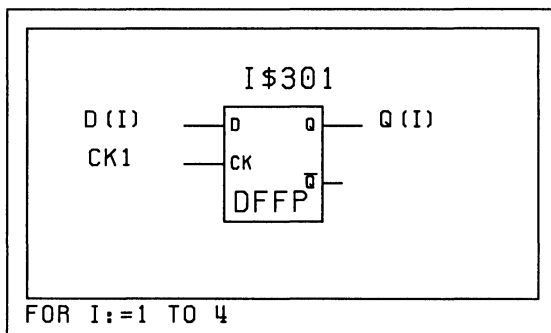 I$301
D(I) D Q Q(I)
CK1 CK
Q̅
DFFP
FOR I:=1 TO 4